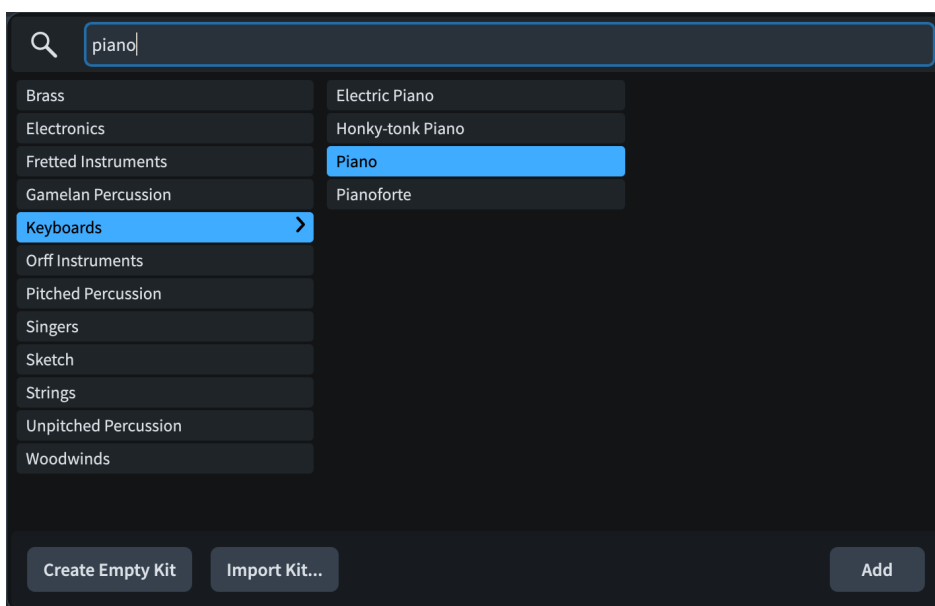 piano
Brass
Electronics
Fretted Instruments
Gamelan Percussion
Keyboards
Orff Instruments
Pitched Percussion
Singers
Sketch
Strings
Unpitched Percussion
Woodwinds
Electric Piano
Honky-tonk Piano
Piano
Pianoforte
Create Empty Kit
Import Kit...
Add